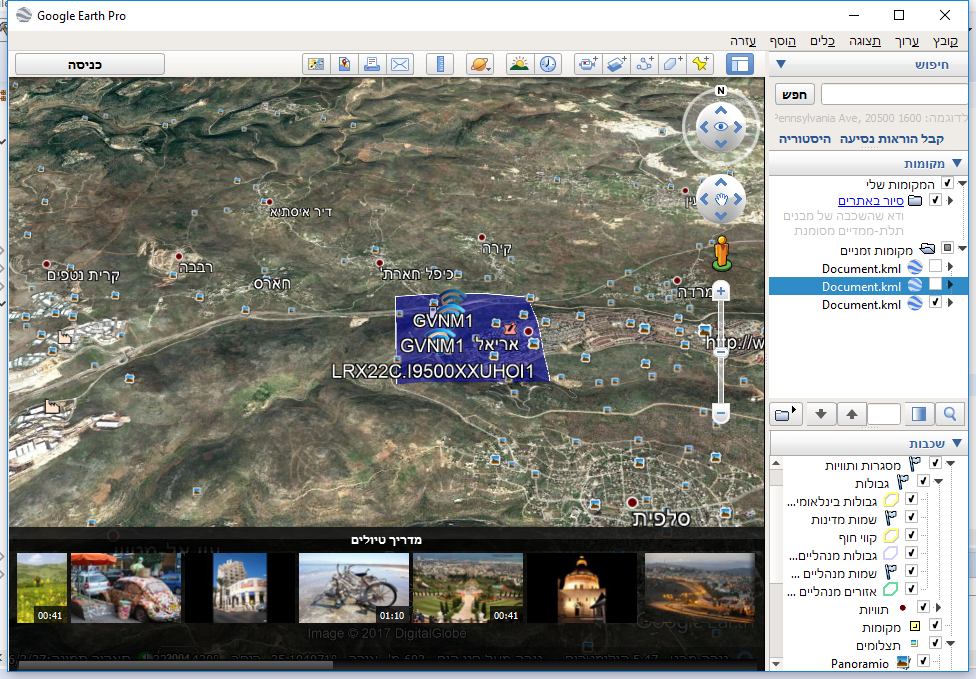 Google Earth Pro
קובץ ערוך תצוגה כלים הוסף עזרה
כניסה
חיפוש
חפש
לדוגמה: 1600 Pennsylvania Ave, 20500
קבל הוראות נסיעה היסטוריה
מקומות
המקומות שלי
סיור באתרים
ודא שהשכבה של מבנים
תלת-ממדיים מסומנת
מקומות זמניים
Document.kml
Document.kml
Document.kml
שכבות
מסגרות ותוויות
גבולות
גבולות בינלאומי...
שמות מדינות
קווי חוף
גבולות מנהליים...
שמות מנהליים ...
אזורים מנהליים ...
תוויות
מקומות
תצלומים
Panoramio
N
דיר איסתיא
קירה
רבבה
קרית נטפים
חארס
כיפל חארת'
מרדה
GVNM1
GVNM1
אריאל
http://w
LRX22C.I9500XXUHOI1
סלפית
מדריך טיולים
00:41
01:10
00:41
Image © 2017 DigitalGlobe
Google Earth